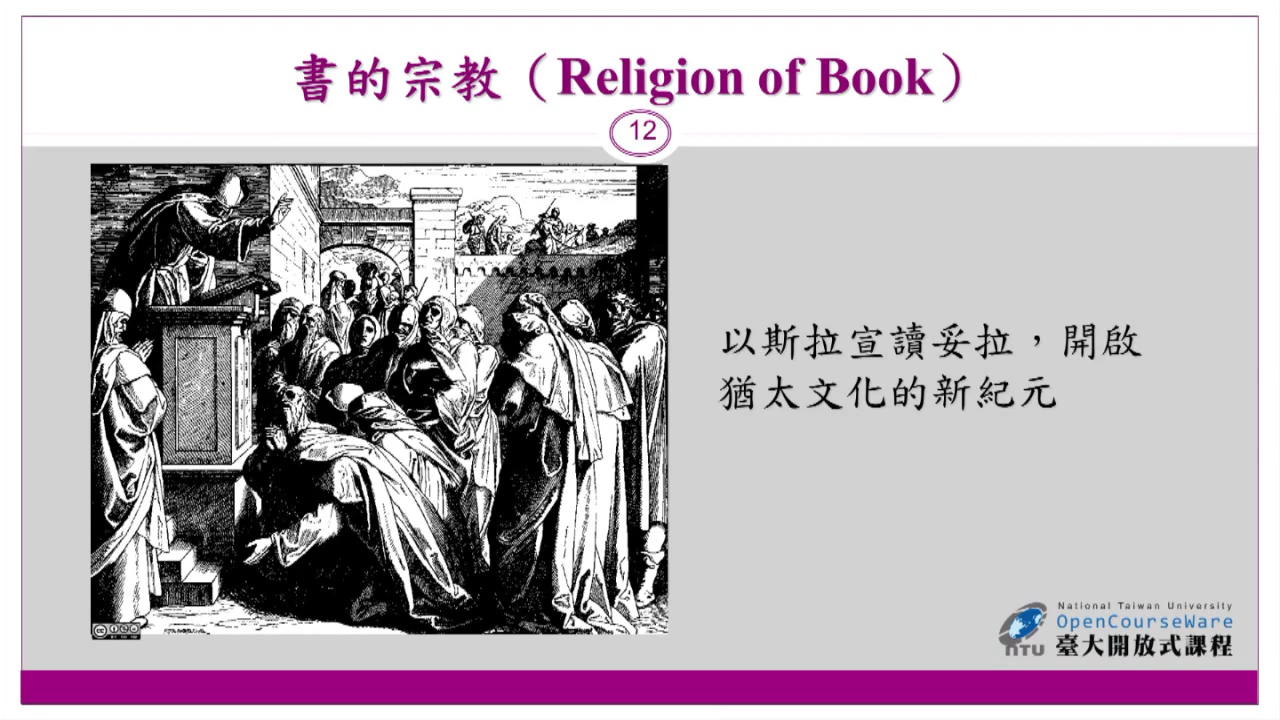 書的宗教（Religion of Book）
12
以斯拉宣讀妥拉，開啟
猶太文化的新紀元
National Taiwan University
OpenCourseWare
NTU
臺大開放式課程